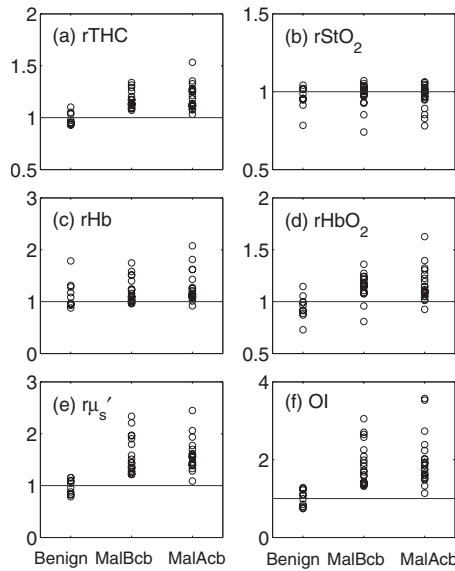 (a) rTHC
(b) rStO₂
1.5
1
0.5
1.5
1
0.5
(c) rHb
(d) rHbO₂
3
2
1
0
2
1.5
1
0.5
(e) rμₛ′
(f) OI
3
2
1
0
4
2
0
Benign MalBcb MalAcb
Benign MalBcb MalAcb